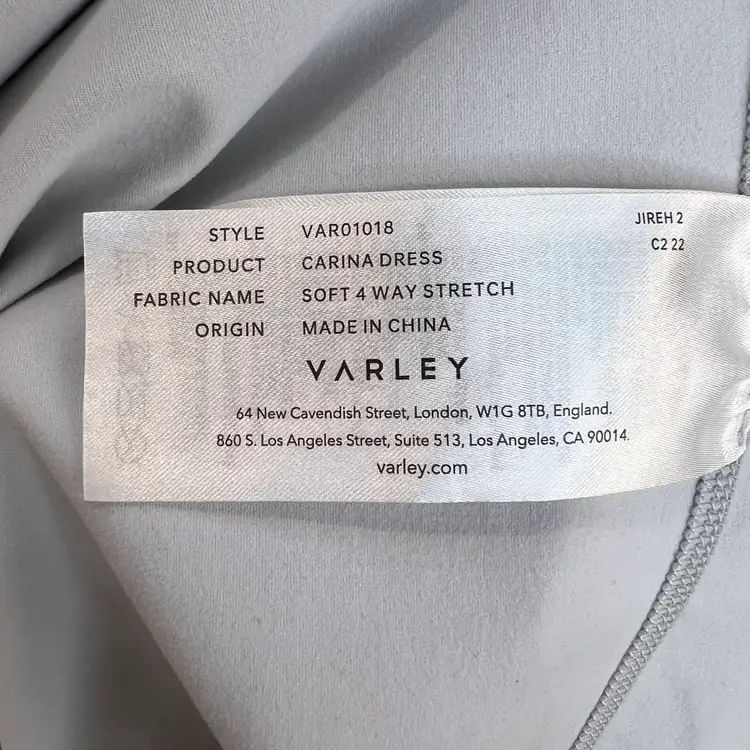 STYLE VAR01018
JIREH 2
PRODUCT CARINA DRESS
C2 22
FABRIC NAME SOFT 4 WAY STRETCH
ORIGIN MADE IN CHINA
VARLEY
64 New Cavendish Street, London, W1G 8TB, England.
860 S. Los Angeles Street, Suite 513, Los Angeles, CA 90014.
varley.com